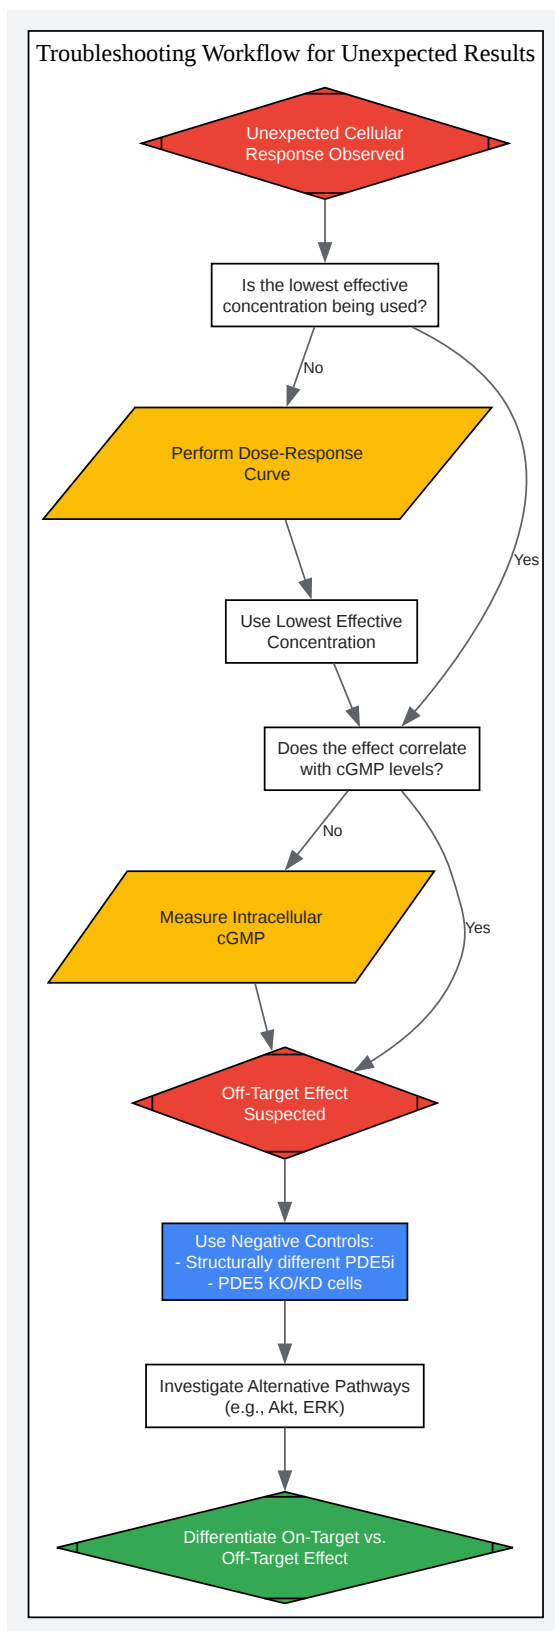 Troubleshooting Workflow for Unexpected Results
Unexpected Cellular
Response Observed
Is the lowest effective
concentration being used?
No
Perform Dose-Response
Curve
Yes
Use Lowest Effective
Concentration
Does the effect correlate
with cGMP levels?
No
Measure Intracellular
cGMP
Yes
Off-Target Effect
Suspected
Use Negative Controls:
- Structurally different PDE5i
- PDE5 KO/KD cells
Investigate Alternative Pathways
(e.g., Akt, ERK)
Differentiate On-Target vs.
Off-Target Effect